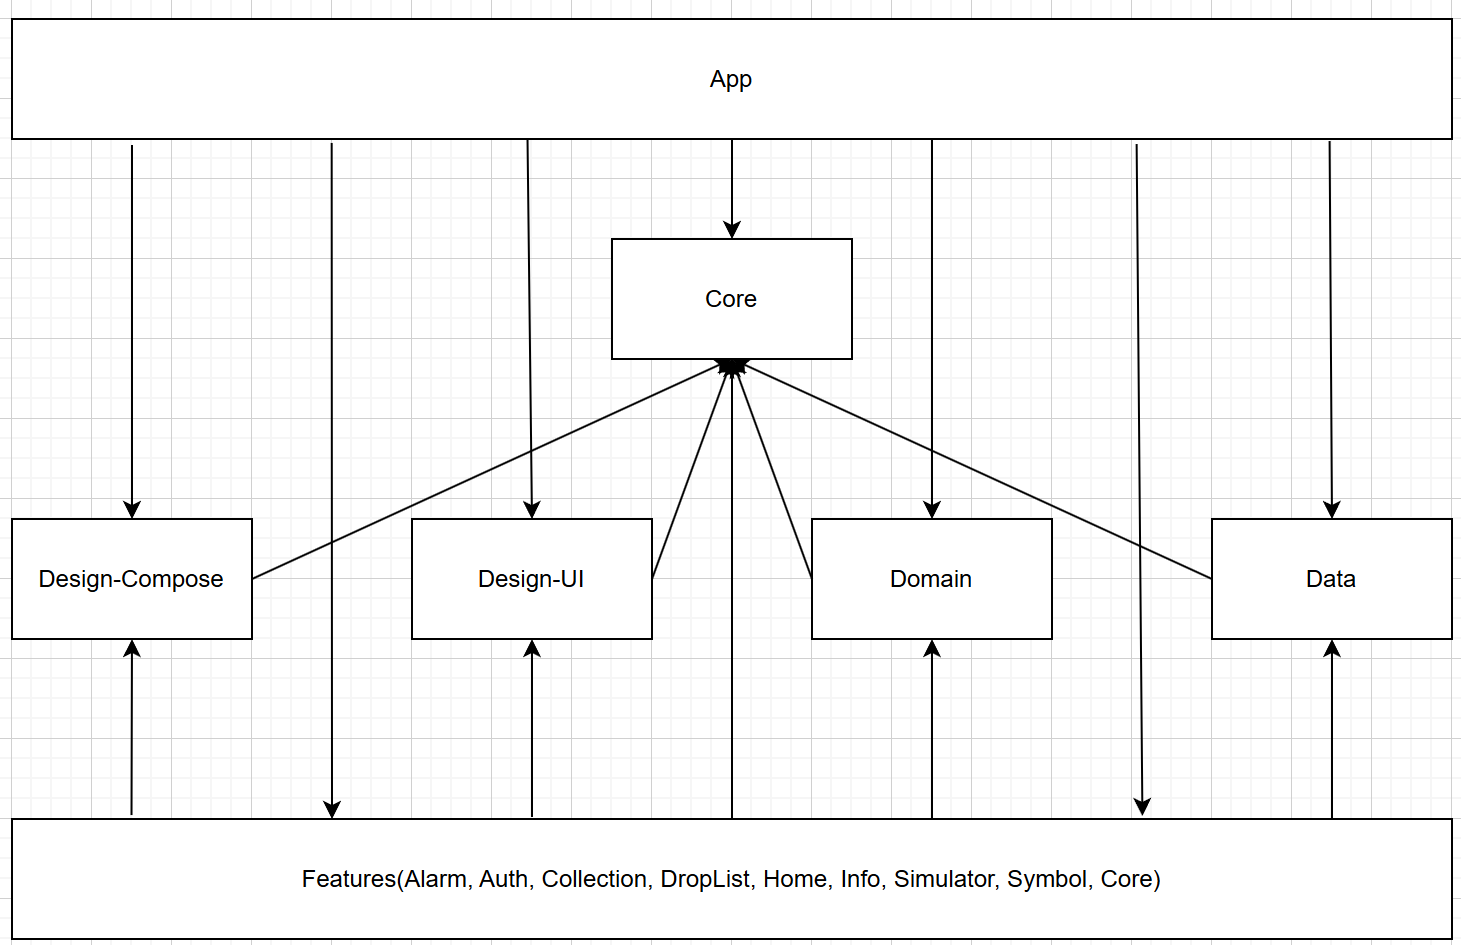 App
Core
Design-Compose
Design-UI
Domain
Data
Features(Alarm, Auth, Collection, DropList, Home, Info, Simulator, Symbol, Core)